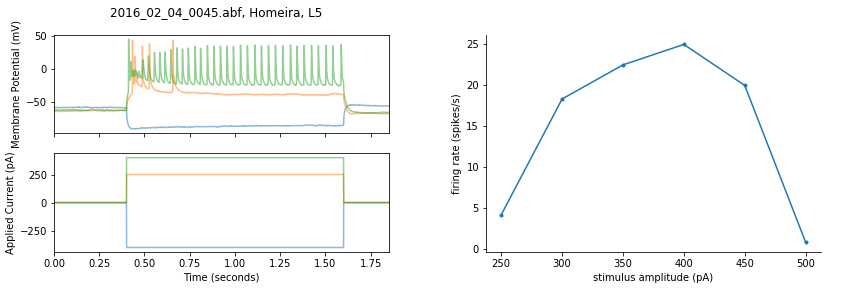 2016_02_04_0045.abf, Homeira, L5
Membrane Potential (mV)
50
0
−50
Applied Current (pA)
250
0
−250
0.00 0.25 0.50 0.75 1.00 1.25 1.50 1.75
Time (seconds)
firing rate (spikes/s)
25
20
15
10
5
0
250 300 350 400 450 500
stimulus amplitude (pA)